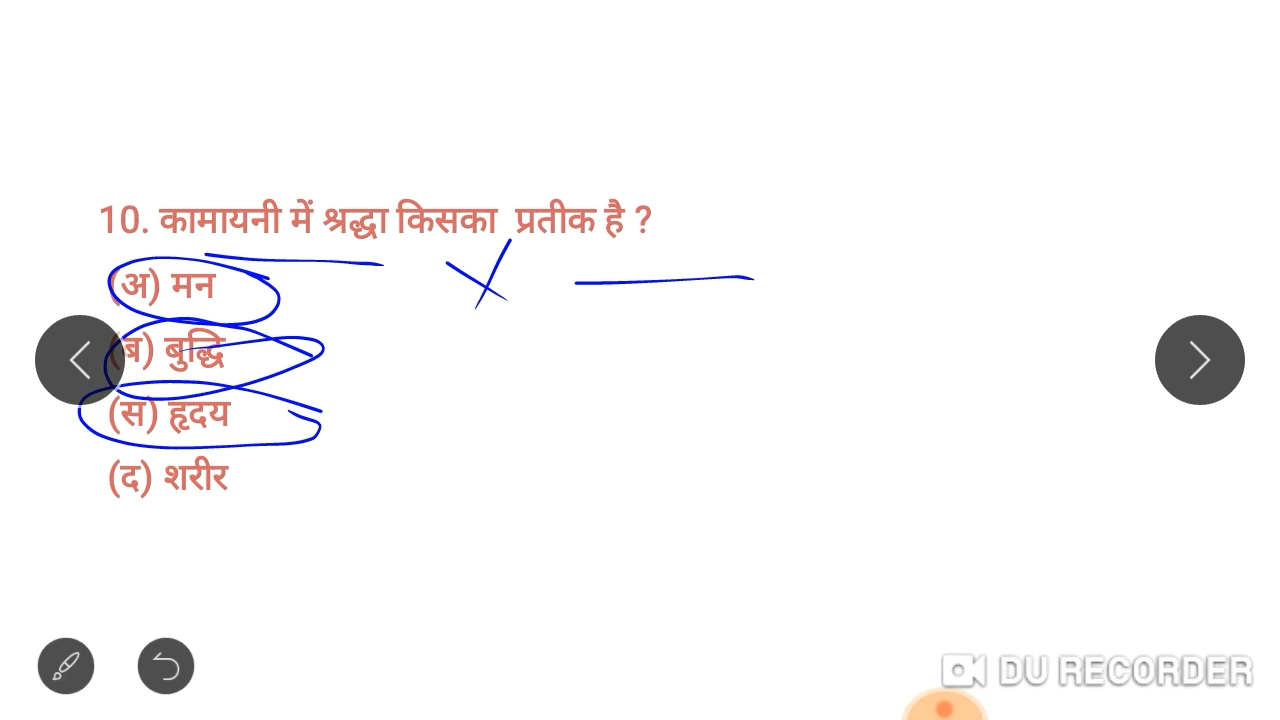 10. कामायनी में श्रद्धा किसका प्रतीक है ?
(अ) मन
(ब) बुद्धि
(स) हृदय
(द) शरीर
DU RECORDER